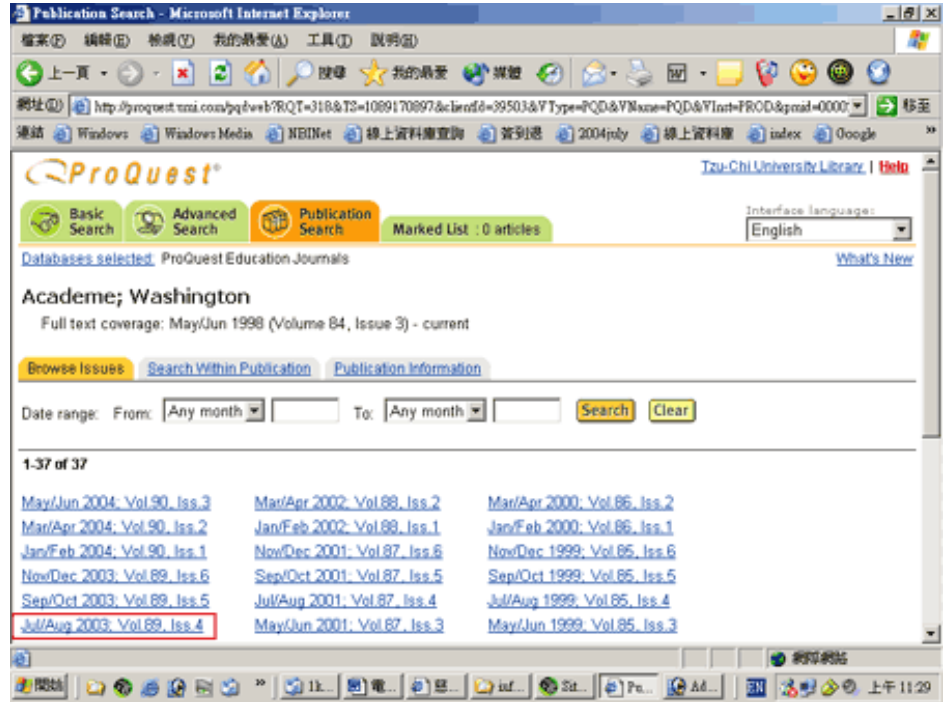 Publication Search - Microsoft Internet Explorer
檔案(F) 編輯(E) 檢視(V) 我的最愛(A) 工具(T) 說明(H)
上一頁 搜尋 我的最愛 媒體
網址(D) http://proquest.umi.com/pqdweb?RQT=318&TS=1089170897&clientId=39503&VType=PQD&VName=PQD&VInst=PROD&pmid=0000 移至
連結 Windows Windows Media NBINet 線上資料庫查詢 簽到退 2004july 線上資料庫 index Google »
ProQuest®
Tzu-Chi University Library | Help
Basic Search Advanced Search Publication Search Marked List : 0 articles
Interface language:
English
Databases selected: ProQuest Education Journals What's New
Academe; Washington
Full text coverage: May/Jun 1998 (Volume 84, Issue 3) - current
Browse Issues Search Within Publication Publication Information
Date range: From: Any month To: Any month Search Clear
1-37 of 37
May/Jun 2004; Vol.90, Iss.3 Mar/Apr 2002; Vol.88, Iss.2 Mar/Apr 2000; Vol.86, Iss.2
Mar/Apr 2004; Vol.90, Iss.2 Jan/Feb 2002; Vol.88, Iss.1 Jan/Feb 2000; Vol.86, Iss.1
Jan/Feb 2004; Vol.90, Iss.1 Nov/Dec 2001; Vol.87, Iss.6 Nov/Dec 1999; Vol.85, Iss.6
Nov/Dec 2003; Vol.89, Iss.6 Sep/Oct 2001; Vol.87, Iss.5 Sep/Oct 1999; Vol.85, Iss.5
Sep/Oct 2003; Vol.89, Iss.5 Jul/Aug 2001; Vol.87, Iss.4 Jul/Aug 1999; Vol.85, Iss.4
Jul/Aug 2003; Vol.89, Iss.4 May/Jun 2001; Vol.87, Iss.3 May/Jun 1999; Vol.85, Iss.3
網際網路
開始 » 1k... 電... 慈... inf... Sit... Pu... Ad... EN 上午 11:29